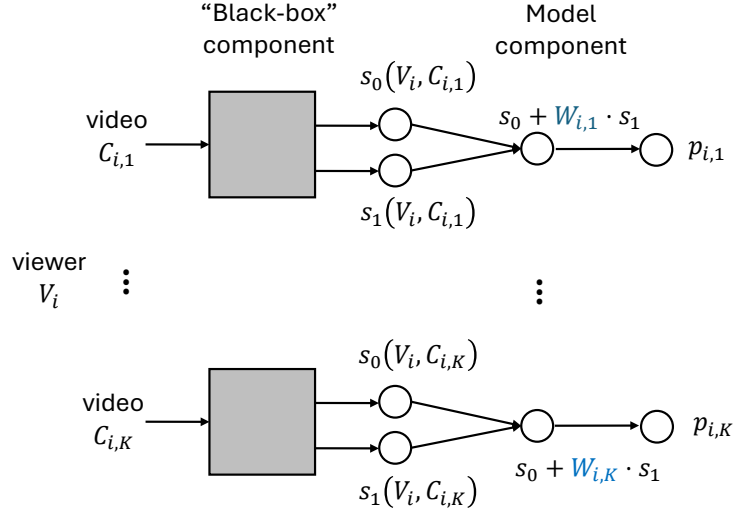 “Black-box”
component
Model
component
s₀(Vᵢ, Cᵢ,₁)
s₀ + Wᵢ,₁ · s₁
video
Cᵢ,₁
pᵢ,₁
s₁(Vᵢ, Cᵢ,₁)
viewer
Vᵢ
s₀(Vᵢ, Cᵢ,K)
video
Cᵢ,K
pᵢ,K
s₀ + Wᵢ,K · s₁
s₁(Vᵢ, Cᵢ,K)